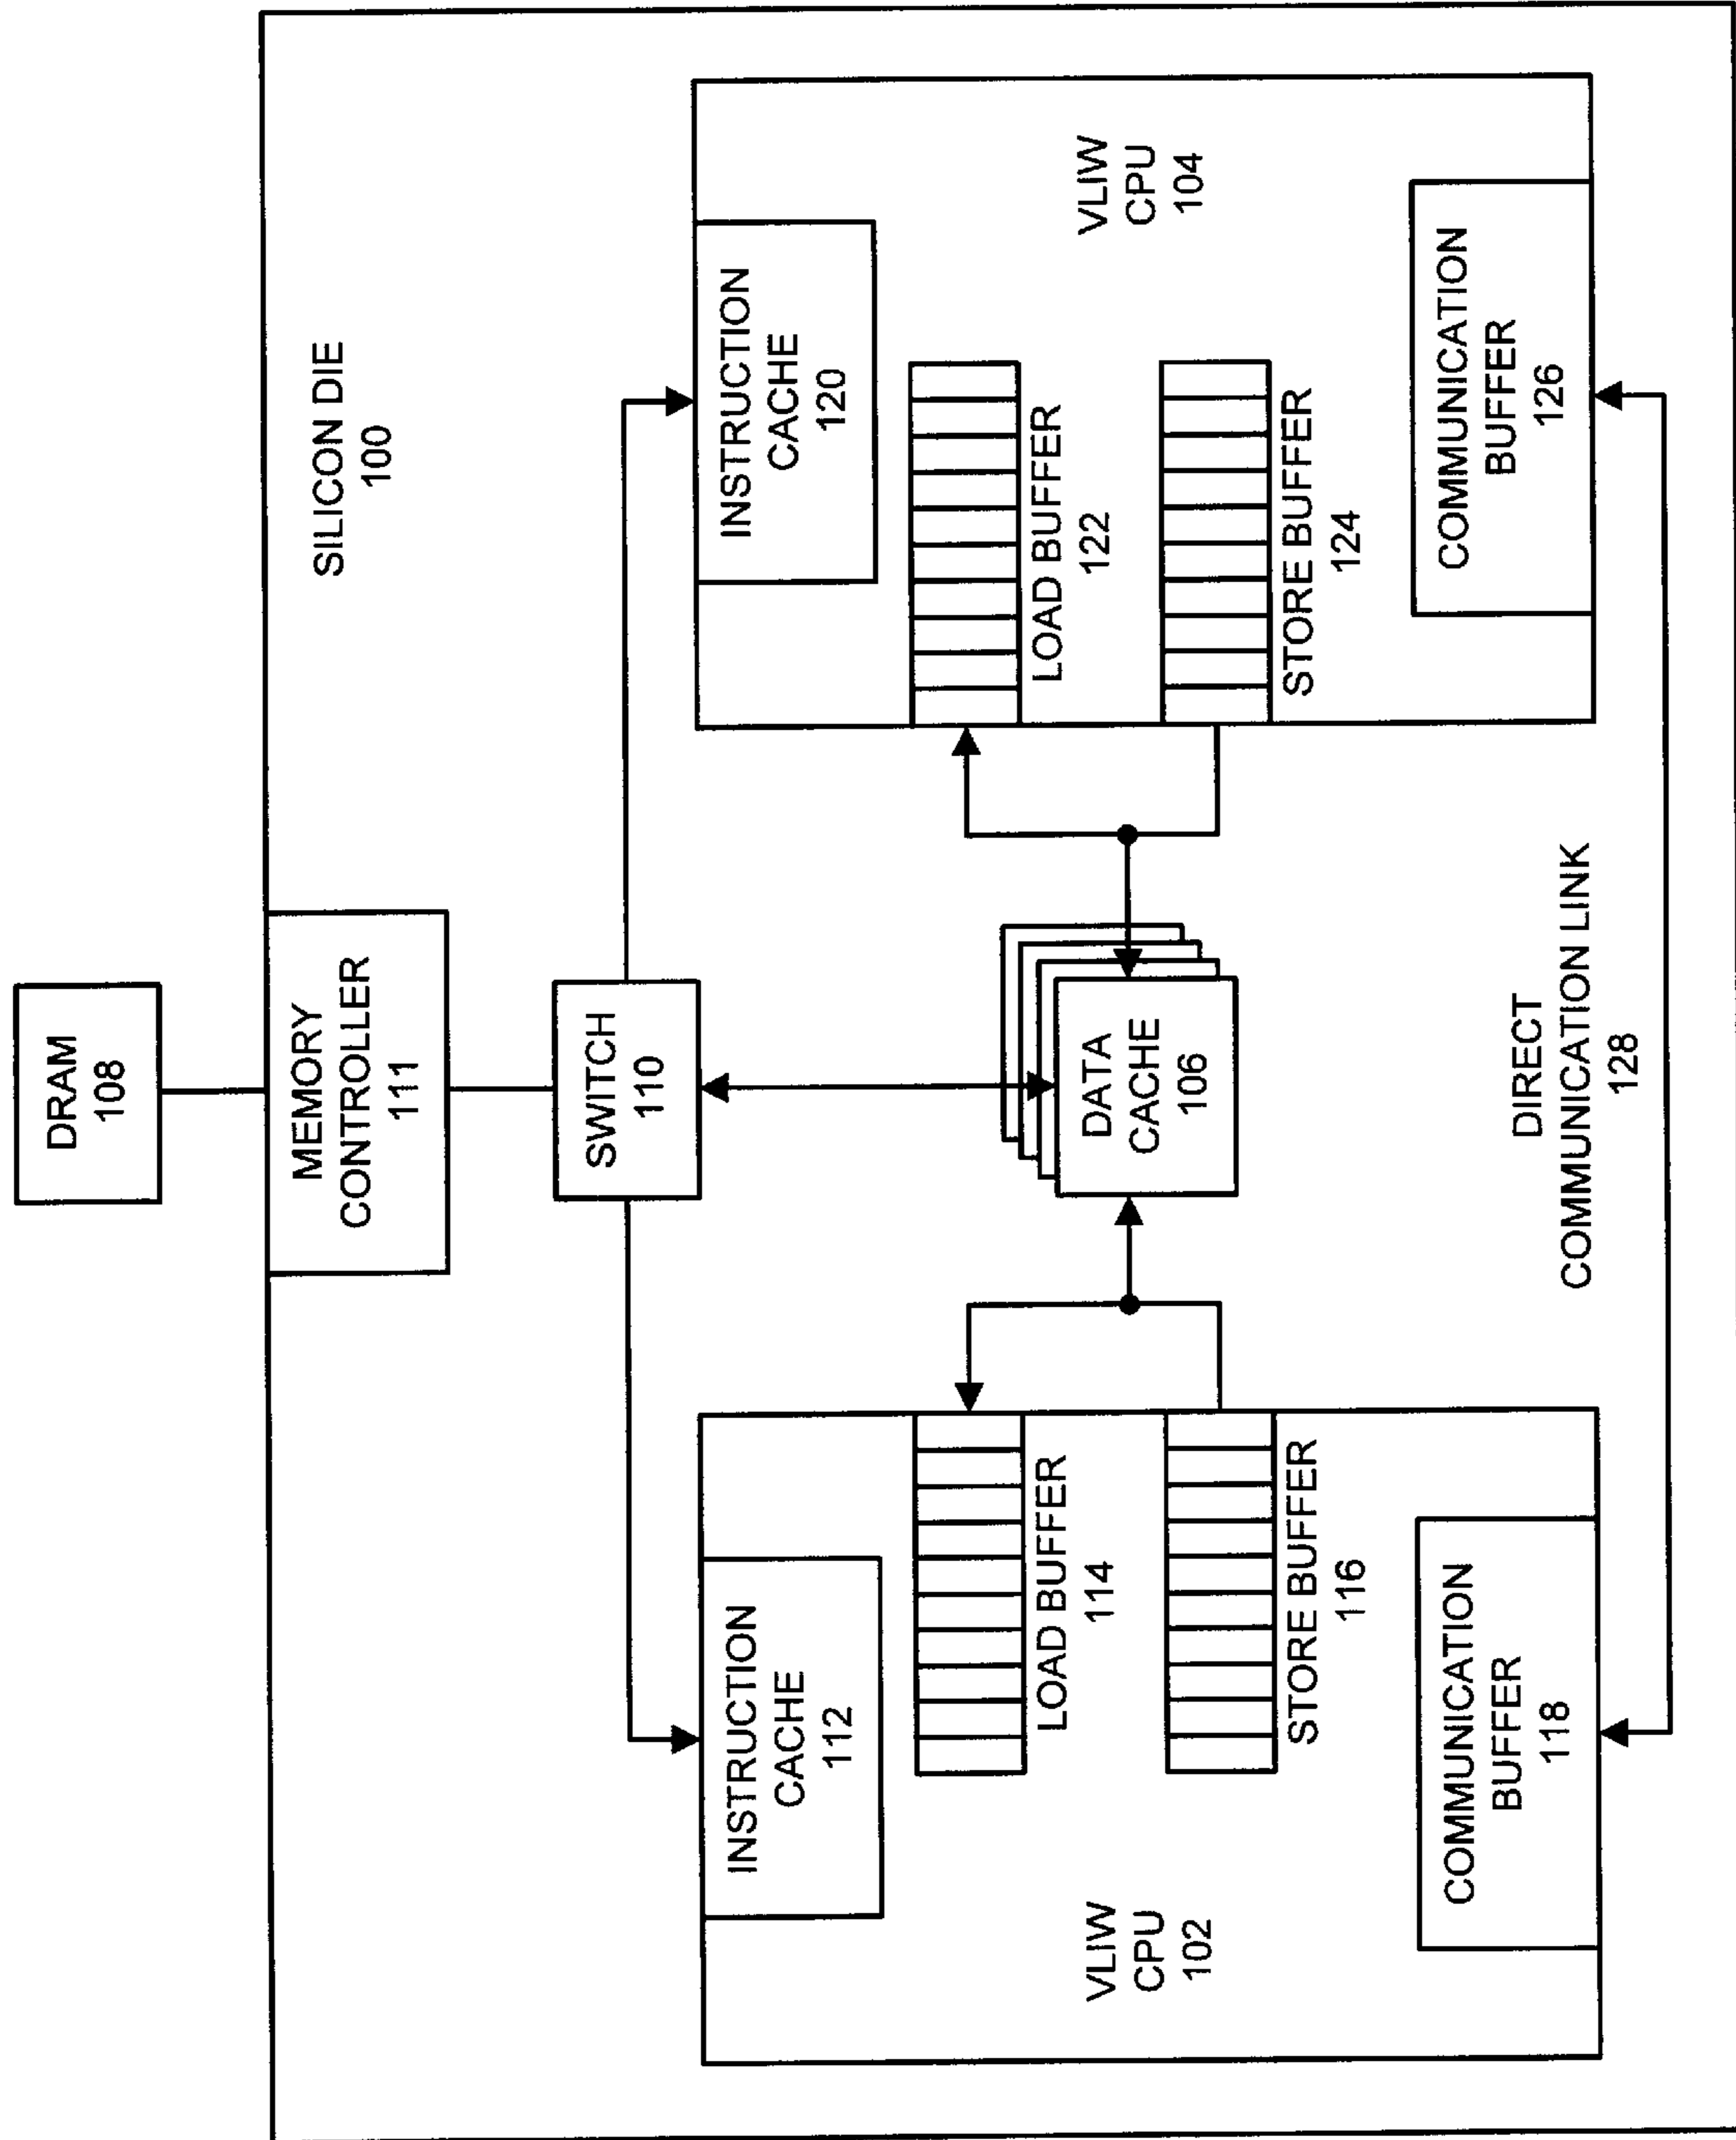 DRAM
108
SILICON DIE
100
MEMORY
CONTROLLER
111
SWITCH
110
INSTRUCTION
CACHE
112
LOAD BUFFER
114
VLIW
CPU
102
STORE BUFFER
116
COMMUNICATION
BUFFER
118
DATA
CACHE
106
INSTRUCTION
CACHE
120
LOAD BUFFER
122
VLIW
CPU
104
STORE BUFFER
124
COMMUNICATION
BUFFER
126
DIRECT
COMMUNICATION LINK
128